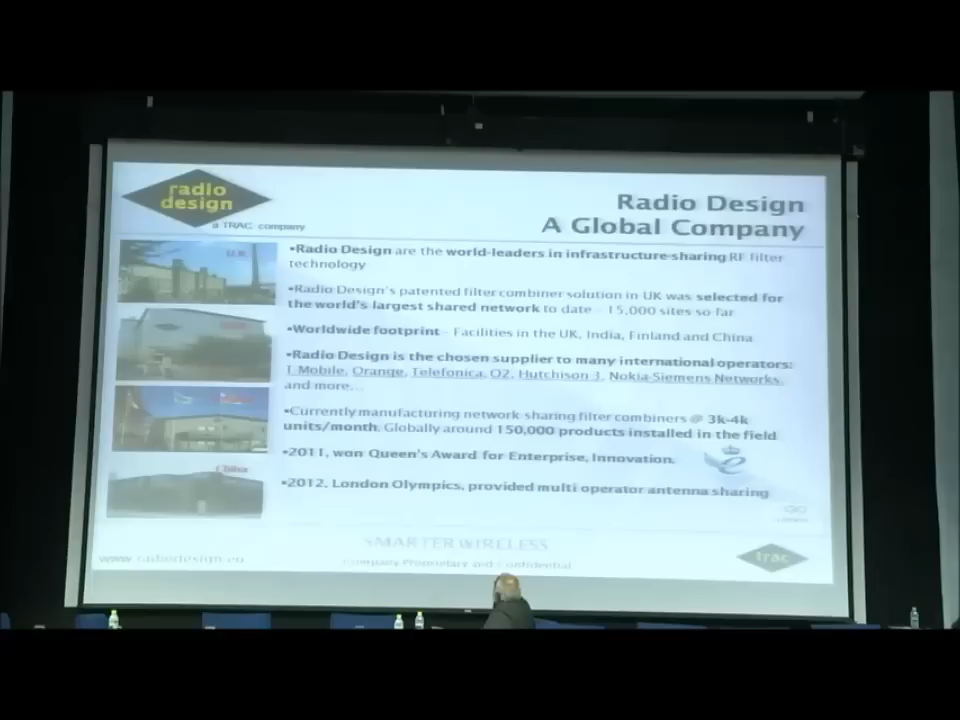 radio
design
a TRAC company
Radio Design
A Global Company
U.K.
•Radio Design are the world-leaders in infrastructure-sharing RF filter
technology
•Radio Design's patented filter combiner solution in UK was selected for
the world's largest shared network to date - 15,000 sites so far
•Worldwide footprint - Facilities in the UK, India, Finland and China
•Radio Design is the chosen supplier to many international operators:
T Mobile, Orange, Telefonica, O2, Hutchison 3, Nokia-Siemens Networks,
and more...
•Currently manufacturing network-sharing filter combiners @ 3k-4k
units/month. Globally around 150,000 products installed in the field
•2011, won Queen's Award for Enterprise, Innovation.
China
•2012, London Olympics, provided multi operator antenna sharing
SMARTER WIRELESS
www.radiodesign.eu
Company Proprietary and Confidential
trac